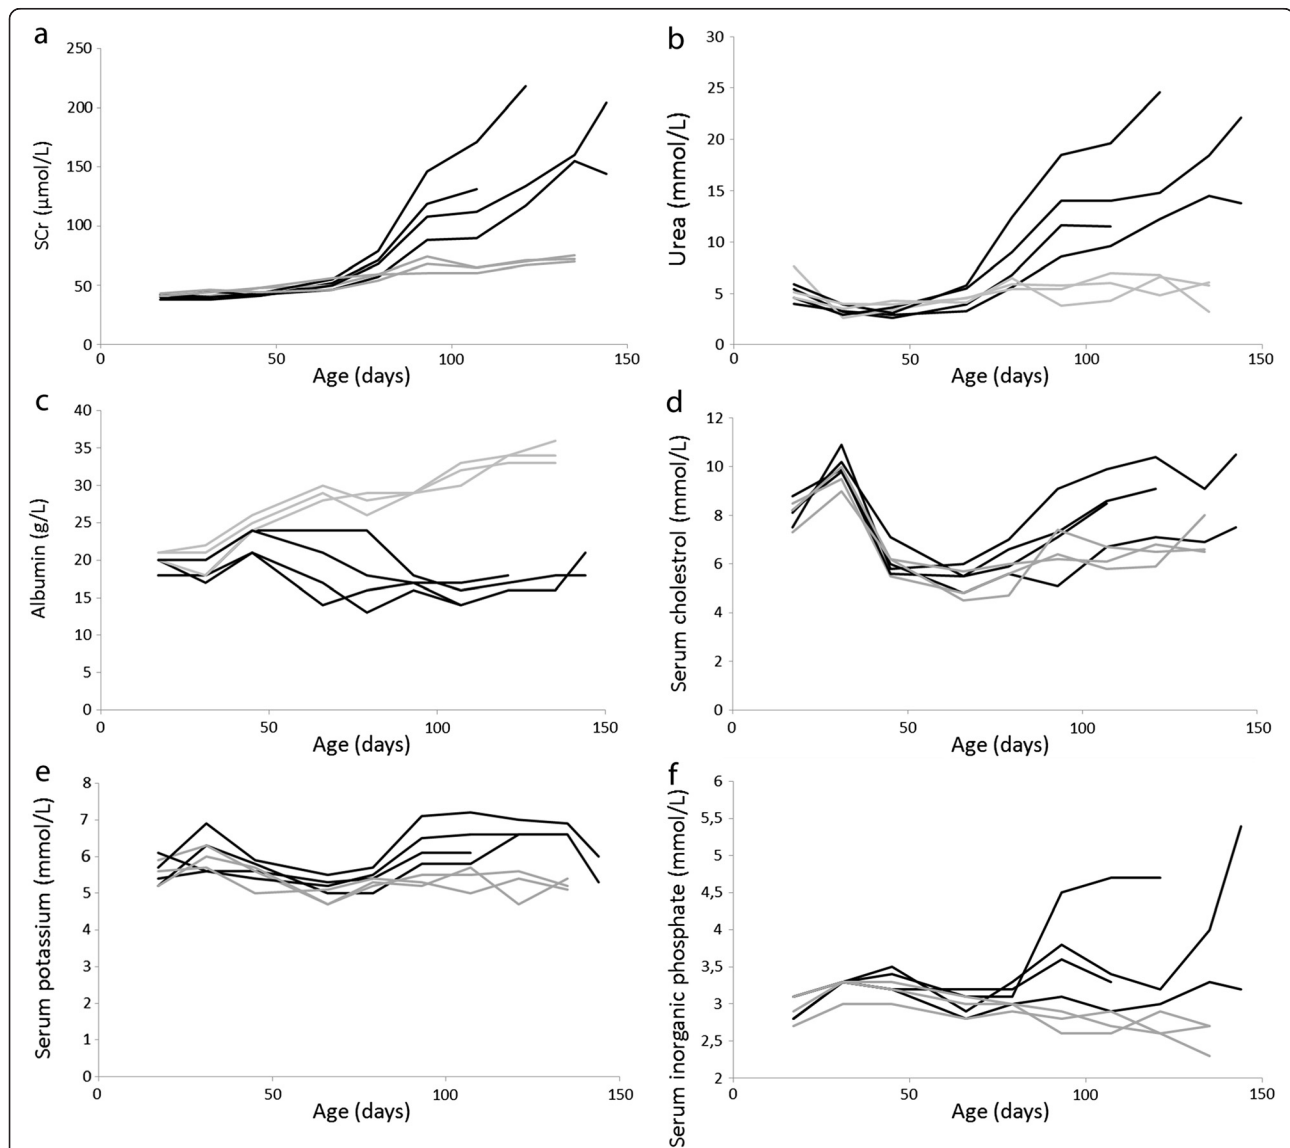 a
SCr (µmol/L)
250
200
150
100
50
0
0 50 100 150
Age (days)
b
Urea (mmol/L)
30
25
20
15
10
5
0
0 50 100 150
Age (days)
c
Albumin (g/L)
40
35
30
25
20
15
10
5
0
0 50 100 150
Age (days)
d
Serum cholestrol (mmol/L)
12
10
8
6
4
2
0
0 50 100 150
Age (days)
e
Serum potassium (mmol/L)
8
7
6
5
4
3
2
1
0
0 50 100 150
Age (days)
f
Serum inorganic phosphate (mmol/L)
6
5,5
5
4,5
4
3,5
3
2,5
2
0 50 100 150
Age (days)